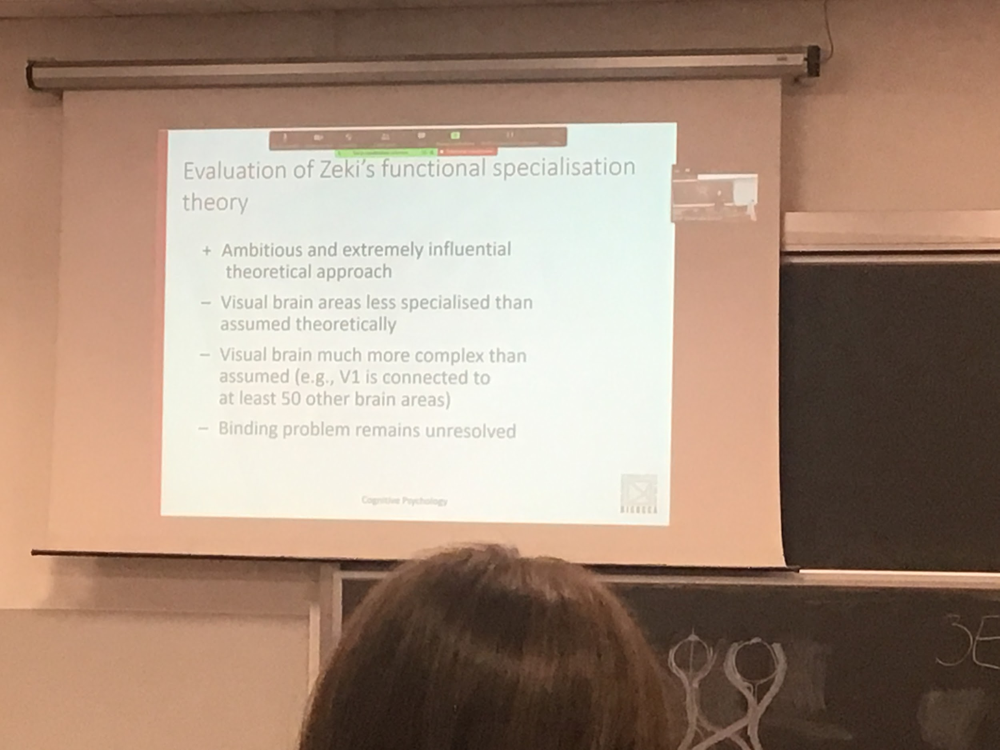 Evaluation of Zeki's functional specialisation
theory
+ Ambitious and extremely influential
theoretical approach
– Visual brain areas less specialised than
assumed theoretically
– Visual brain much more complex than
assumed (e.g., V1 is connected to
at least 50 other brain areas)
– Binding problem remains unresolved
Cognitive Psychology
BICOCCA